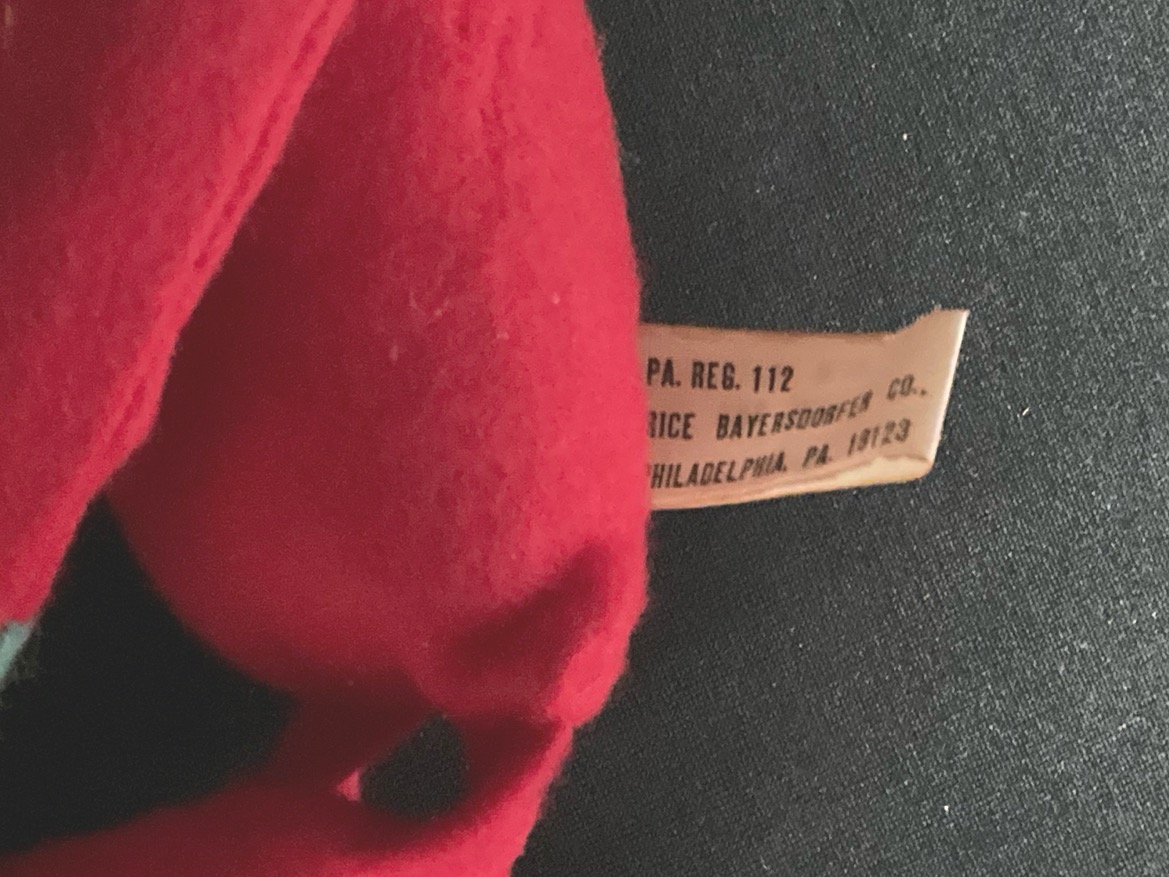 PA. REG. 112
RICE BAYERSDORFER CO.,
PHILADELPHIA, PA. 19123